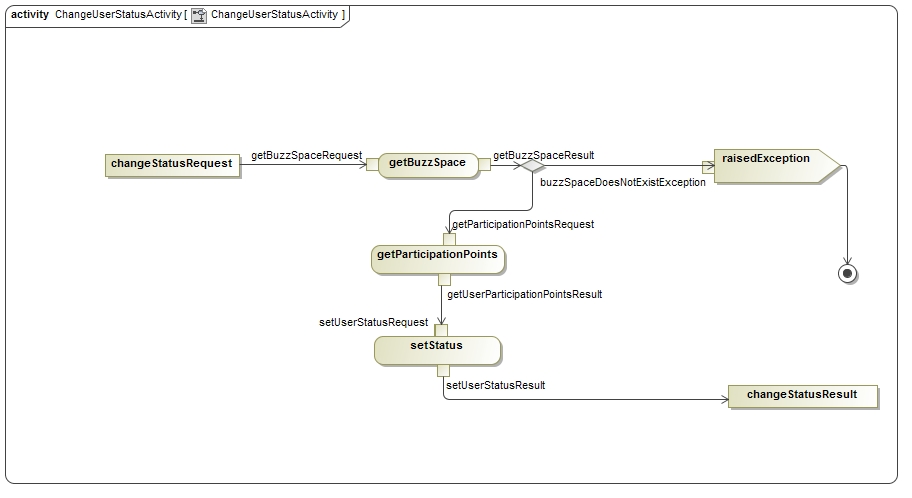 activity ChangeUserStatusActivity [ ChangeUserStatusActivity ]
changeStatusRequest
getBuzzSpaceRequest
getBuzzSpace
getBuzzSpaceResult
raisedException
buzzSpaceDoesNotExistException
getParticipationPointsRequest
getParticipationPoints
getUserParticipationPointsResult
setUserStatusRequest
setStatus
setUserStatusResult
changeStatusResult